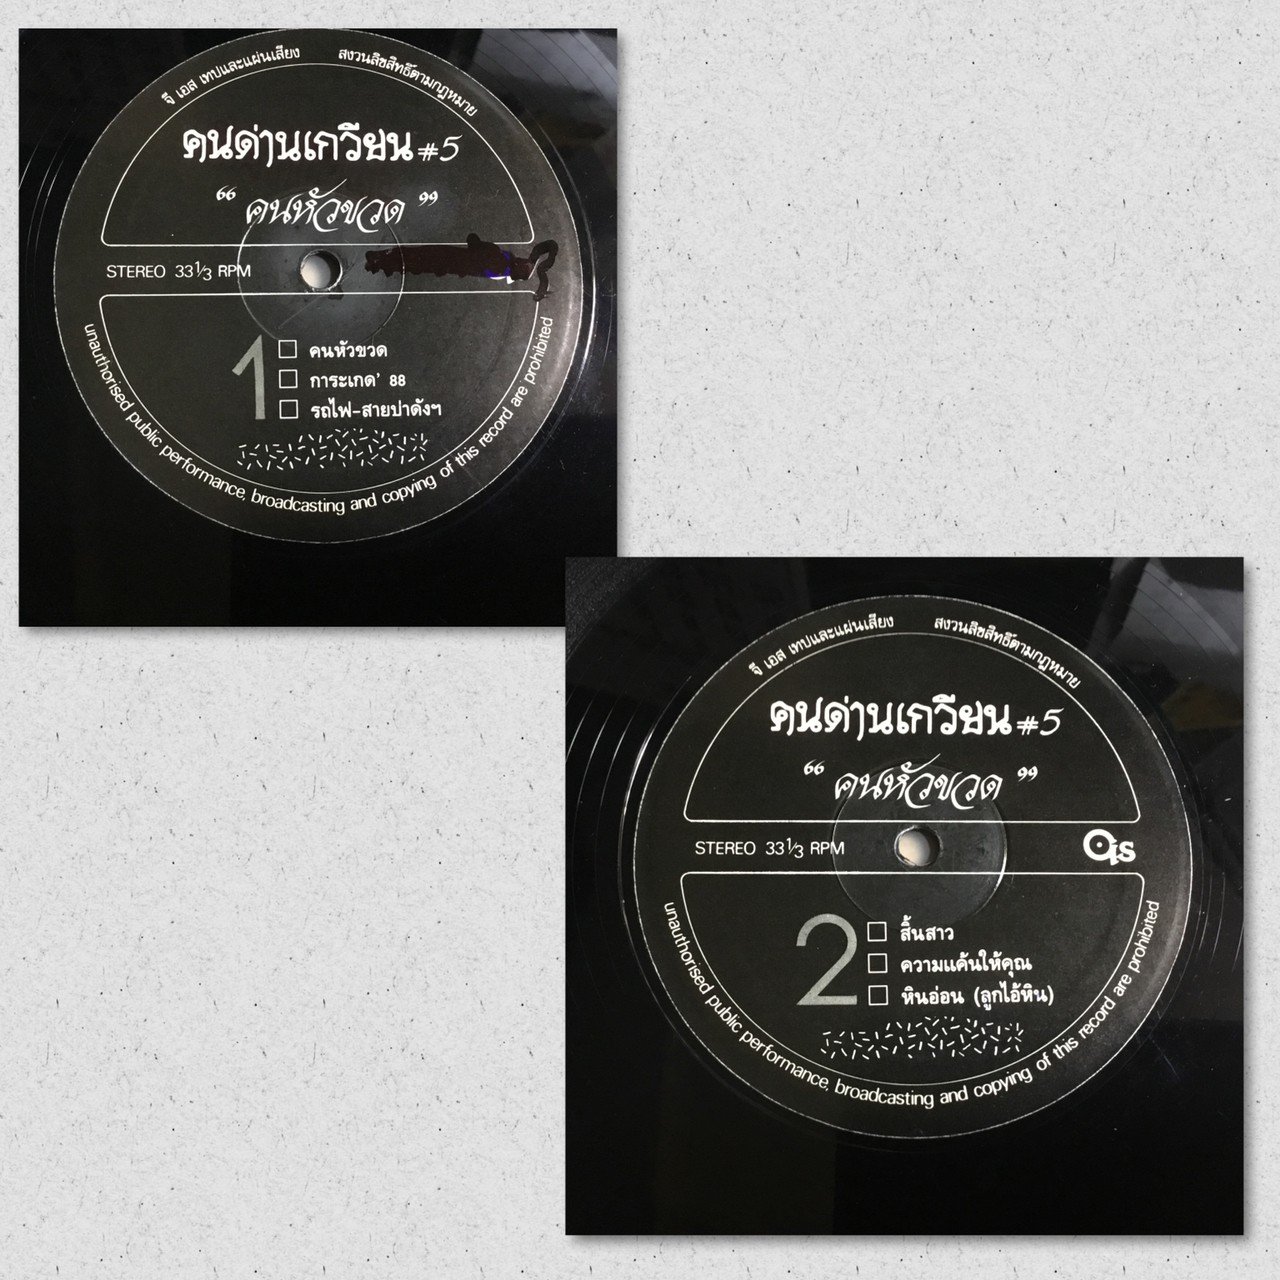 จี เอส เทปและแผ่นเสียง สงวนลิขสิทธิ์ตามกฎหมาย
คนด่านเกวียน #5
“ คนหัวขวด ”
STEREO 33 1/3 RPM
1
คนหัวขวด
การะเกด’ 88
รถไฟ-สายปาดังฯ
unauthorised public performance, broadcasting and copying of this record are prohibited
จี เอส เทปและแผ่นเสียง สงวนลิขสิทธิ์ตามกฎหมาย
คนด่านเกวียน #5
“ คนหัวขวด ”
STEREO 33 1/3 RPM
2
สิ้นสาว
ความแค้นให้คุณ
หินอ่อน (ลูกไอ้หิน)
unauthorised public performance, broadcasting and copying of this record are prohibited